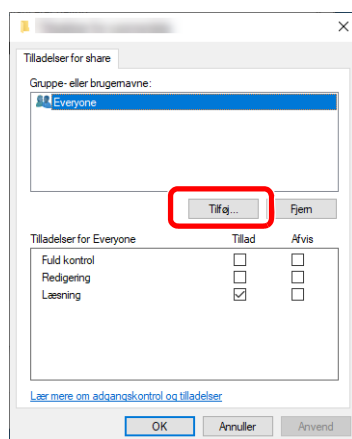 Tilladelser for share
Gruppe- eller brugernavne:
Everyone
Tilføj... Fjern
Tilladelser for Everyone Tillad Afvis
Fuld kontrol
Redigering
Læsning
Lær mere om adgangskontrol og tilladelser
OK Annuller Anvend